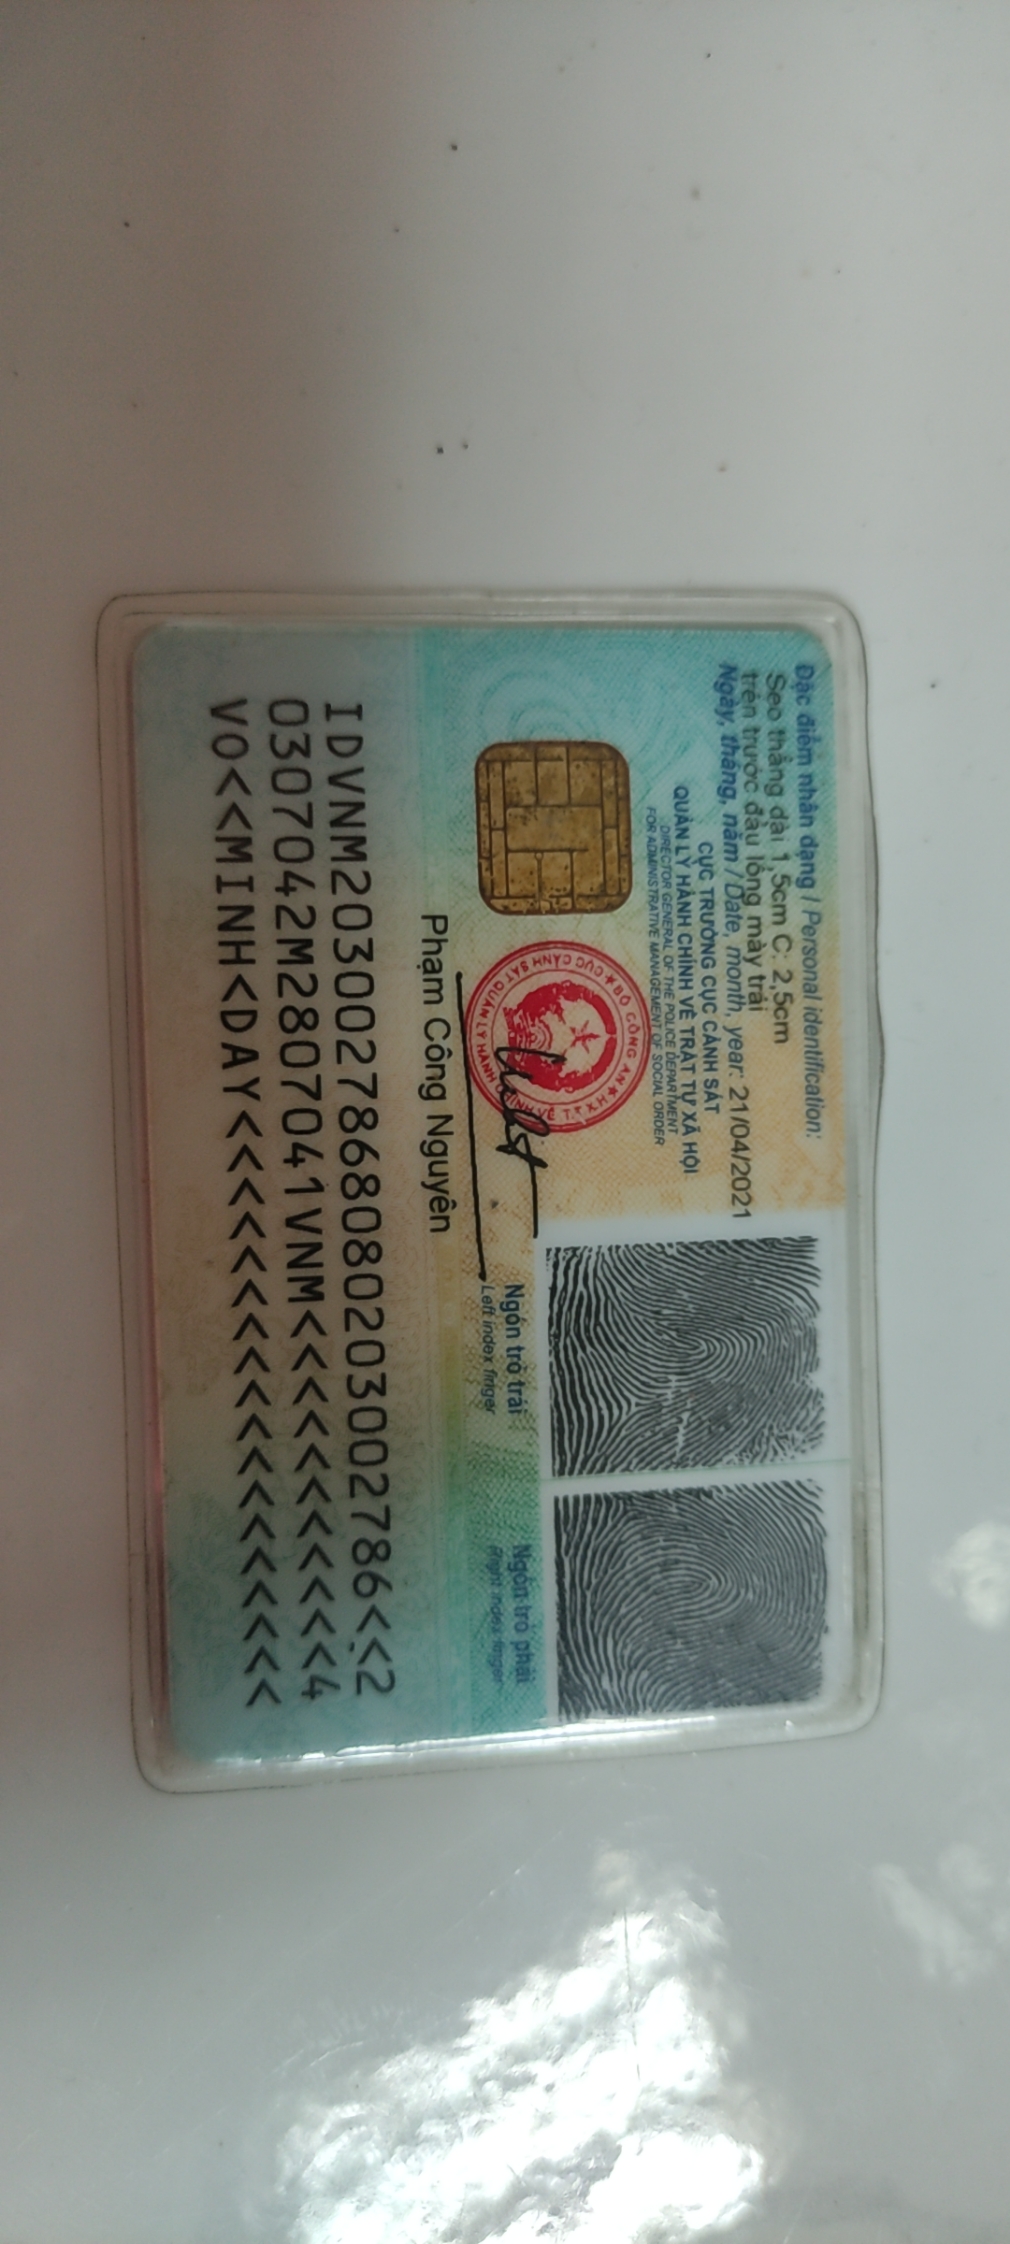 Đặc điểm nhân dạng / Personal identification:
Sẹo thẳng dài 1,5cm C: 2,5cm
trên trước đầu lông mày trái
Ngày, tháng, năm / Date, month, year: 21/04/2021
CỤC TRƯỞNG CỤC CẢNH SÁT
QUẢN LÝ HÀNH CHÍNH VỀ TRẬT TỰ XÃ HỘI
DIRECTOR GENERAL OF THE POLICE DEPARTMENT
FOR ADMINISTRATIVE MANAGEMENT OF SOCIAL ORDER
BỘ CÔNG AN
CỤC CẢNH SÁT QUẢN LÝ HÀNH CHÍNH VỀ T.T.X.H
Phạm Công Nguyên
Ngón trỏ trái
Left index finger
Ngón trỏ phải
Right index finger
IDVNM2030027868080203002786<<2
0307042M2807041VNM<<<<<<<<<<<4
VO<<MINH<DAY<<<<<<<<<<<<<<<<<<